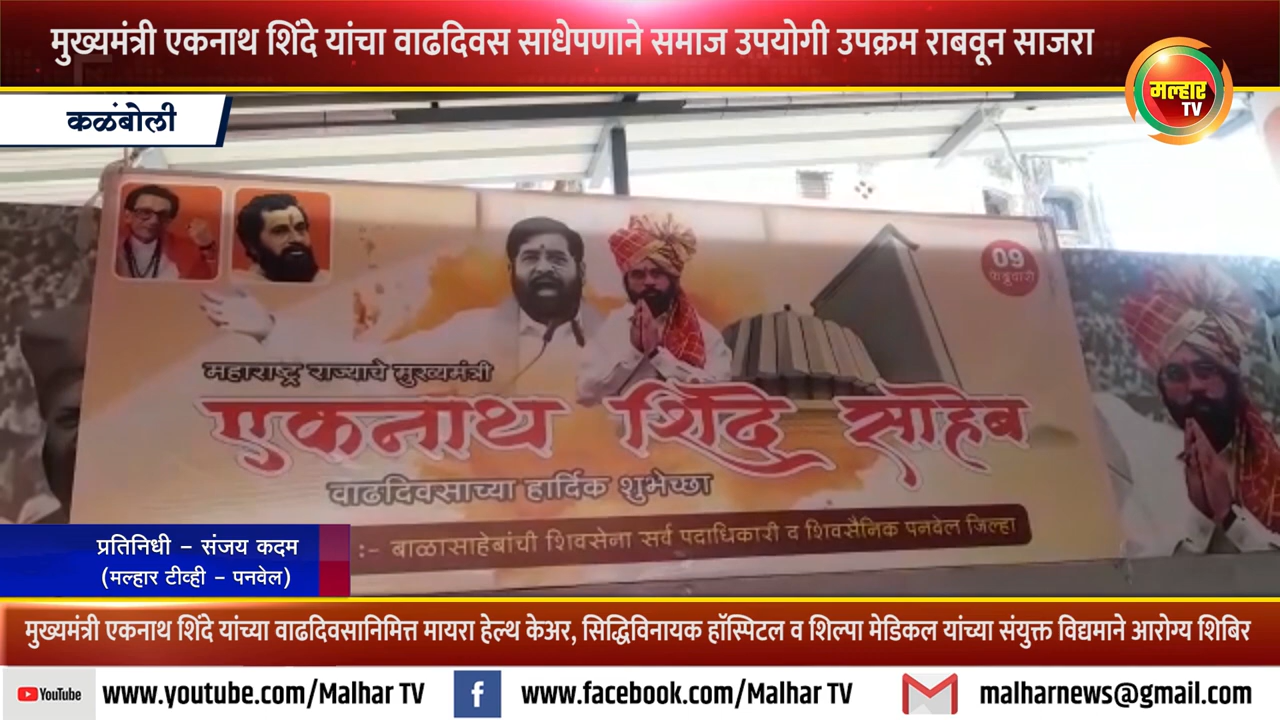 मुख्यमंत्री एकनाथ शिंदे यांचा वाढदिवस साधेपणाने समाज उपयोगी उपक्रम राबवून साजरा
मल्हार
TV
कळंबोली
09
फेब्रुवारी
महाराष्ट्र राज्याचे मुख्यमंत्री
एकनाथ शिंदे साहेब
वाढदिवसाच्या हार्दिक शुभेच्छा
:- बाळासाहेबांची शिवसेना सर्व पदाधिकारी व शिवसैनिक पनवेल जिल्हा
प्रतिनिधी - संजय कदम
(मल्हार टीव्ही - पनवेल)
मुख्यमंत्री एकनाथ शिंदे यांच्या वाढदिवसानिमित्त मायरा हेल्थ केअर, सिद्धिविनायक हॉस्पिटल व शिल्पा मेडिकल यांच्या संयुक्त विद्यमाने आरोग्य शिबिर
YouTube www.youtube.com/Malhar TV f www.facebook.com/Malhar TV malharnews@gmail.com